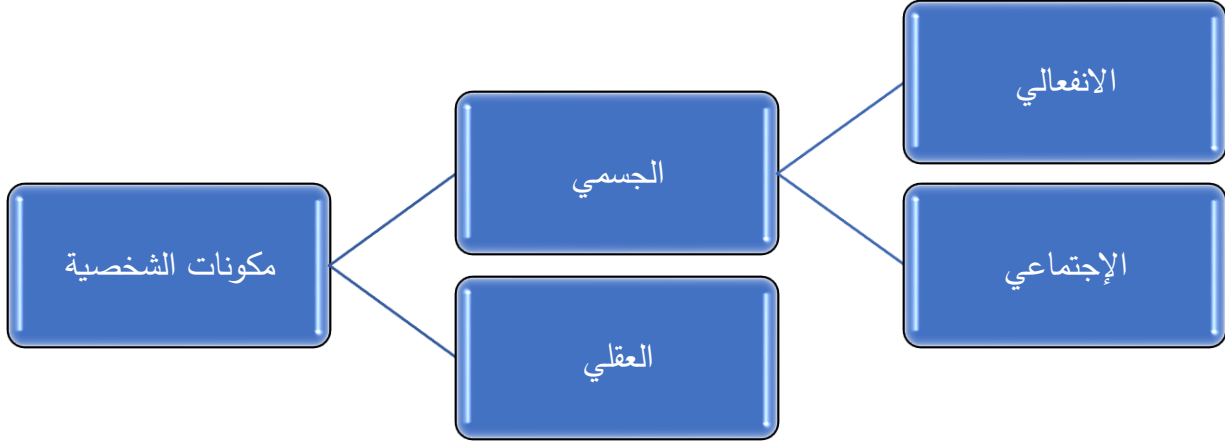 مكونات الشخصية
الجسمي
العقلي
الانفعالي
الإجتماعي